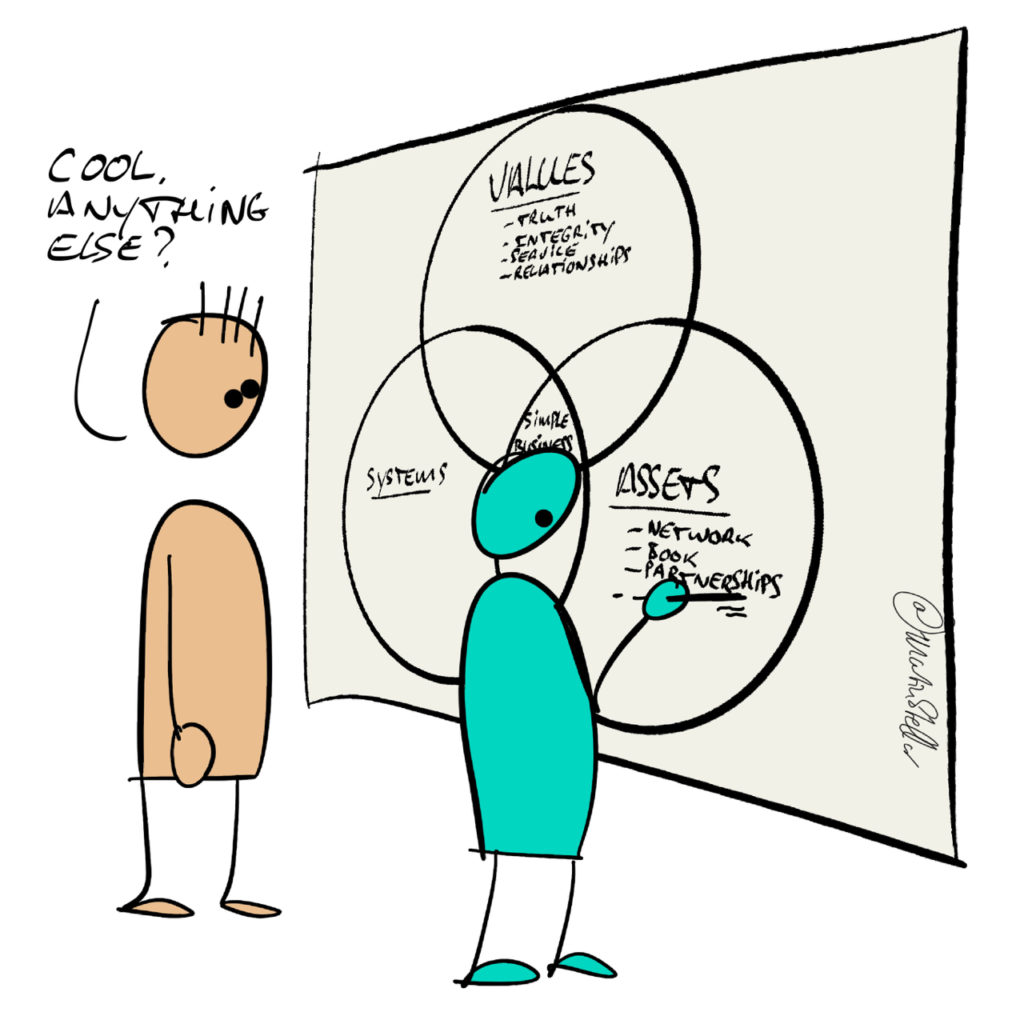 COOL,
ANYTHING
ELSE?
VALUES
- TRUTH
- INTEGRITY
- SERVICE
- RELATIONSHIPS
SIMPLE
BUSINESS
SYSTEMS
ASSETS
- NETWORK
- BOOK
- PARTNERSHIPS